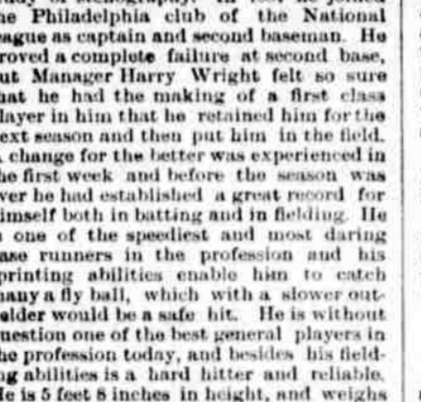 he Philadelphia club of the National
eague as captain and second baseman. He
roved a complete failure at second base,
ut Manager Harry Wright felt so sure
hat he had the making of a first class
layer in him that he retained him for the
ext season and then put him in the field.
change for the better was experienced in
he first week and before the season was
ver he had established a great record for
imself both in batting and in fielding. He
one of the speediest and most daring
ase runners in the profession and his
printing abilities enable him to catch
any a fly ball, which with a slower out-
elder would be a safe hit. He is without
uestion one of the best general players in
he profession today, and besides his field-
ng abilities is a hard hitter and reliable.
He is 5 feet 8 inches in height, and weighs